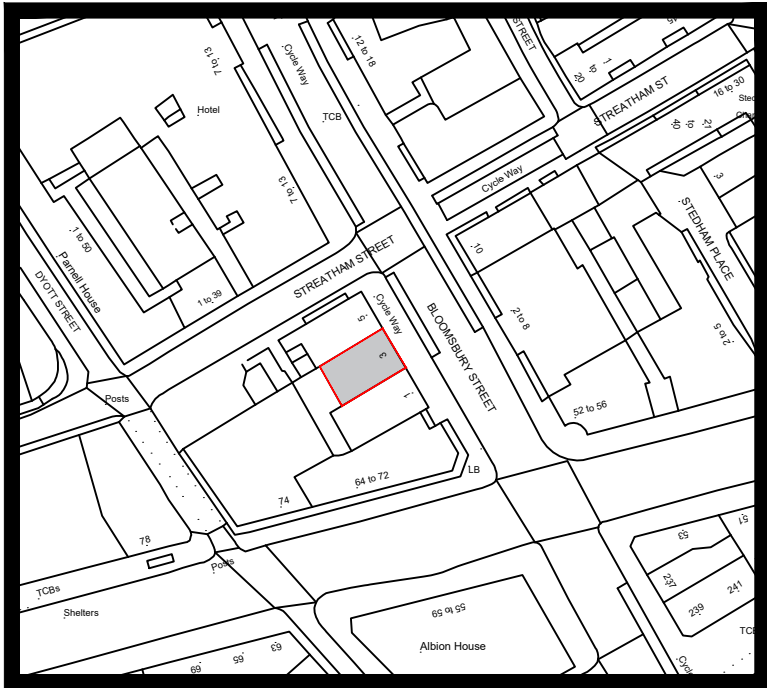 STREET
15
12 to 18
7 to 13
Cycle Way
1
to
20
16 to 30
Hotel
TCB
STREATHAM ST
27
to
40
Cycle Way
3
7 to 13
STEDHAM PLACE
1 to 50
10
Parnell House
STREATHAM STREET
DYOTT STREET
1 to 39
Cycle Way
5
BLOOMSBURY STREET
2 to 8
2 to 5
3
1
Posts
52 to 56
LB
64 to 72
74
78
51
53
Posts
237
241
TCBs
239
Shelters
55 to 59
Albion House
63
65
69